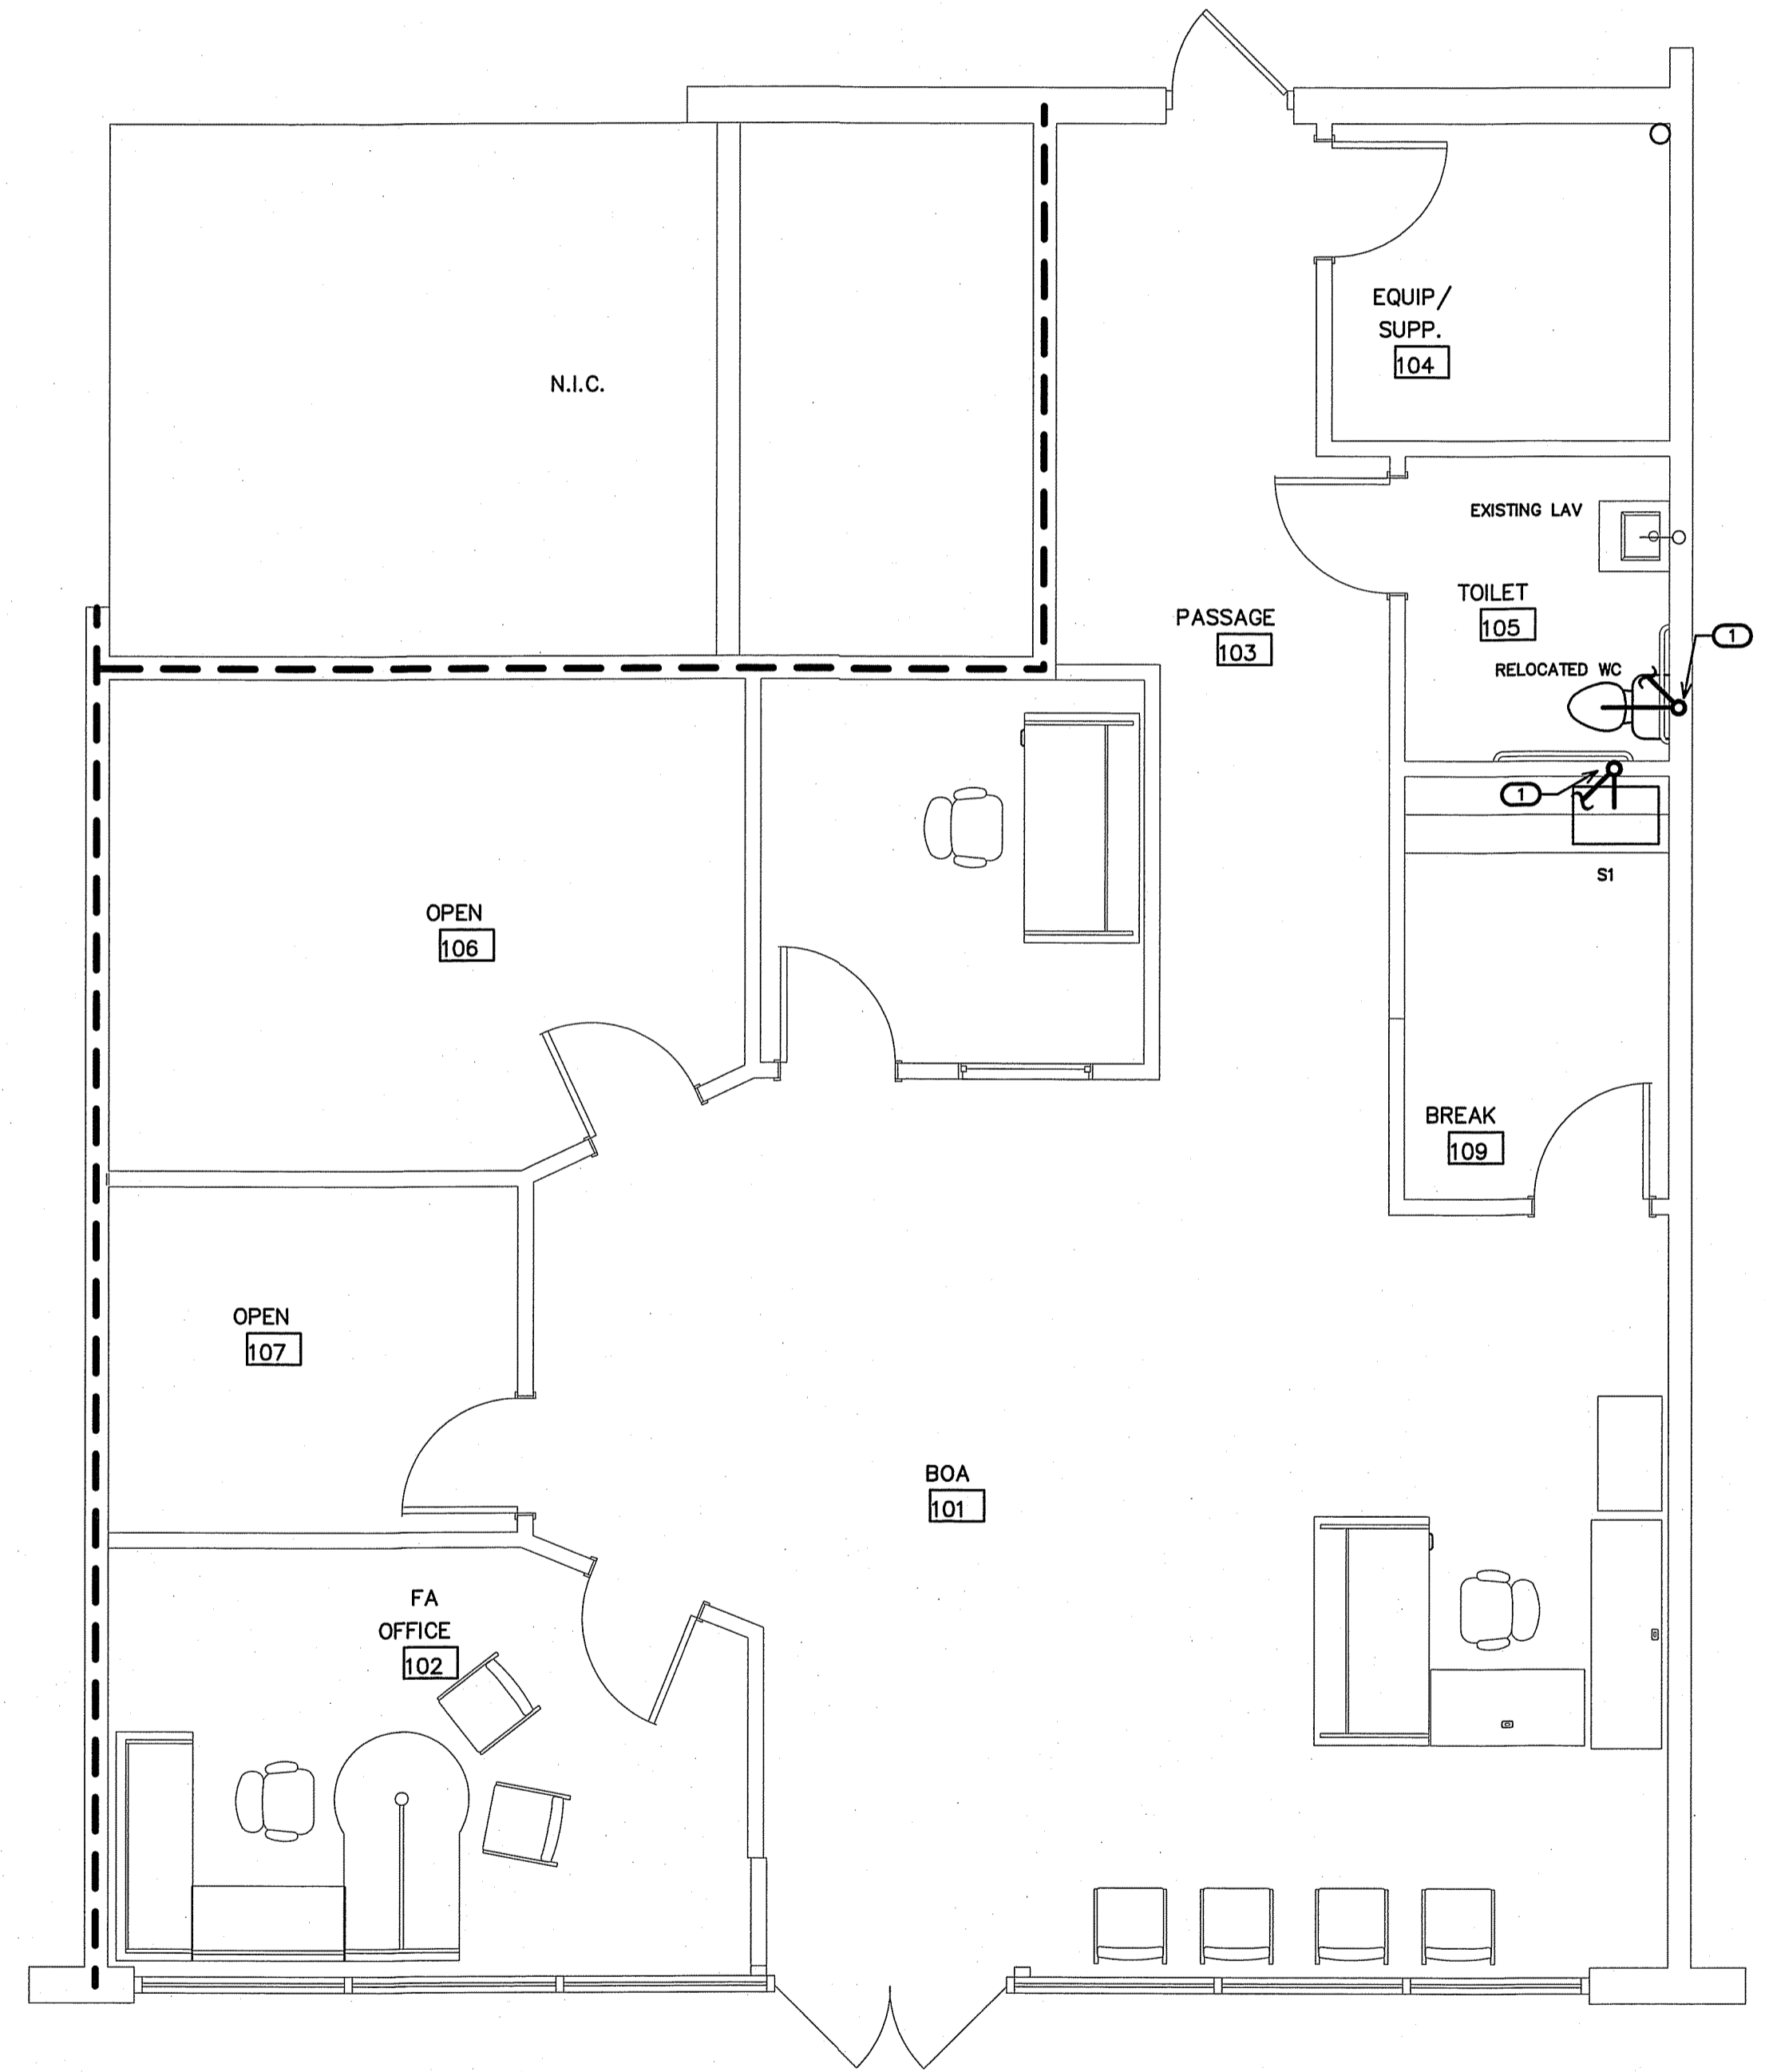 EQUIP/
SUPP.
104
N.I.C.
EXISTING LAV
TOILET
105
PASSAGE
103
1
RELOCATED WC
1
S1
OPEN
106
BREAK
109
OPEN
107
BOA
101
FA
OFFICE
102